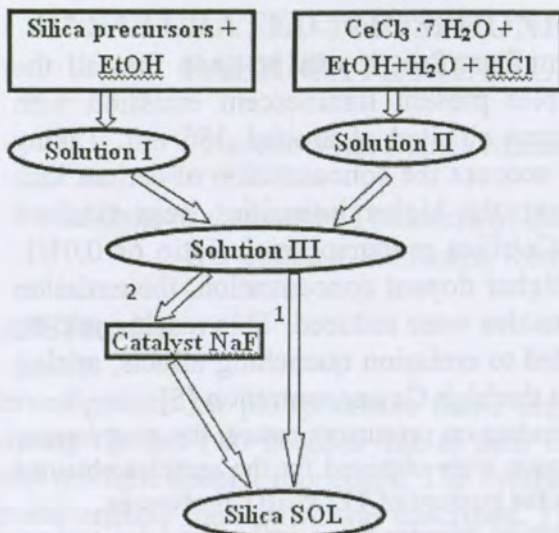 Silica precursors +
EtOH
CeCl3·7 H2O-
EtOH+H2O + HCl
Solution I
Solution II
Solution III
2
1
Catalyst NaF
Silica SOL